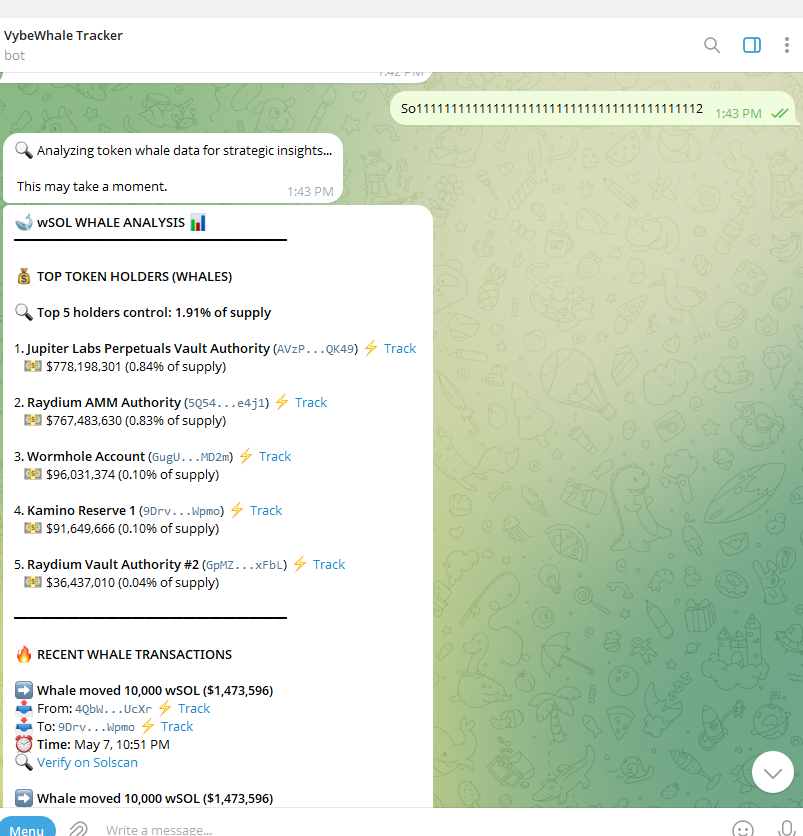 VybeWhale Tracker
bot
1:42 PM
So11111111111111111111111111111111111111112 1:43 PM
Analyzing token whale data for strategic insights...
This may take a moment. 1:43 PM
wSOL WHALE ANALYSIS
TOP TOKEN HOLDERS (WHALES)
Top 5 holders control: 1.91% of supply
1. Jupiter Labs Perpetuals Vault Authority (AVzP...QK49) ⚡ Track
$778,198,301 (0.84% of supply)
2. Raydium AMM Authority (5Q54...e4j1) ⚡ Track
$767,483,630 (0.83% of supply)
3. Wormhole Account (GugU...MD2m) ⚡ Track
$96,031,374 (0.10% of supply)
4. Kamino Reserve 1 (9Drv...Wpmo) ⚡ Track
$91,649,666 (0.10% of supply)
5. Raydium Vault Authority #2 (GpMZ...xFbL) ⚡ Track
$36,437,010 (0.04% of supply)
RECENT WHALE TRANSACTIONS
Whale moved 10,000 wSOL ($1,473,596)
From: 4QbW...UcXr ⚡ Track
To: 9Drv...Wpmo ⚡ Track
Time: May 7, 10:51 PM
Verify on Solscan
Whale moved 10,000 wSOL ($1,473,596)
Menu
Write a message...